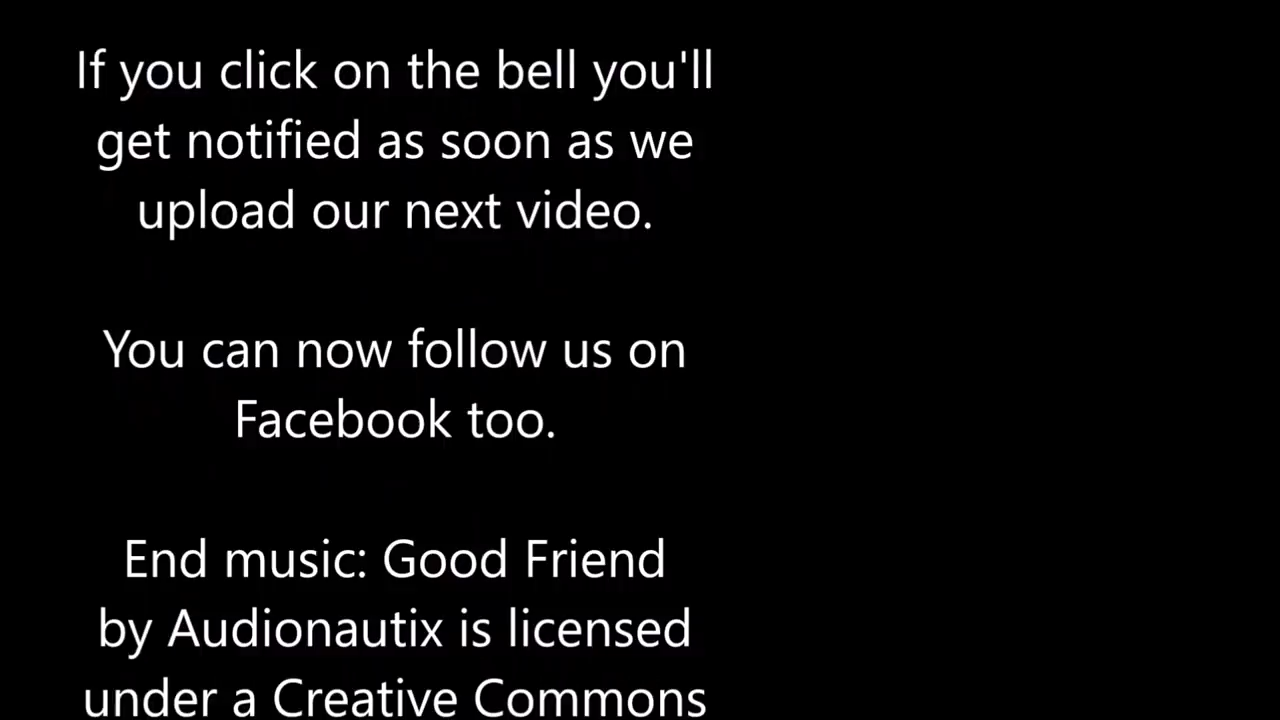 If you click on the bell you'll
get notified as soon as we
upload our next video.
You can now follow us on
Facebook too.
End music: Good Friend
by Audionautix is licensed
under a Creative Commons